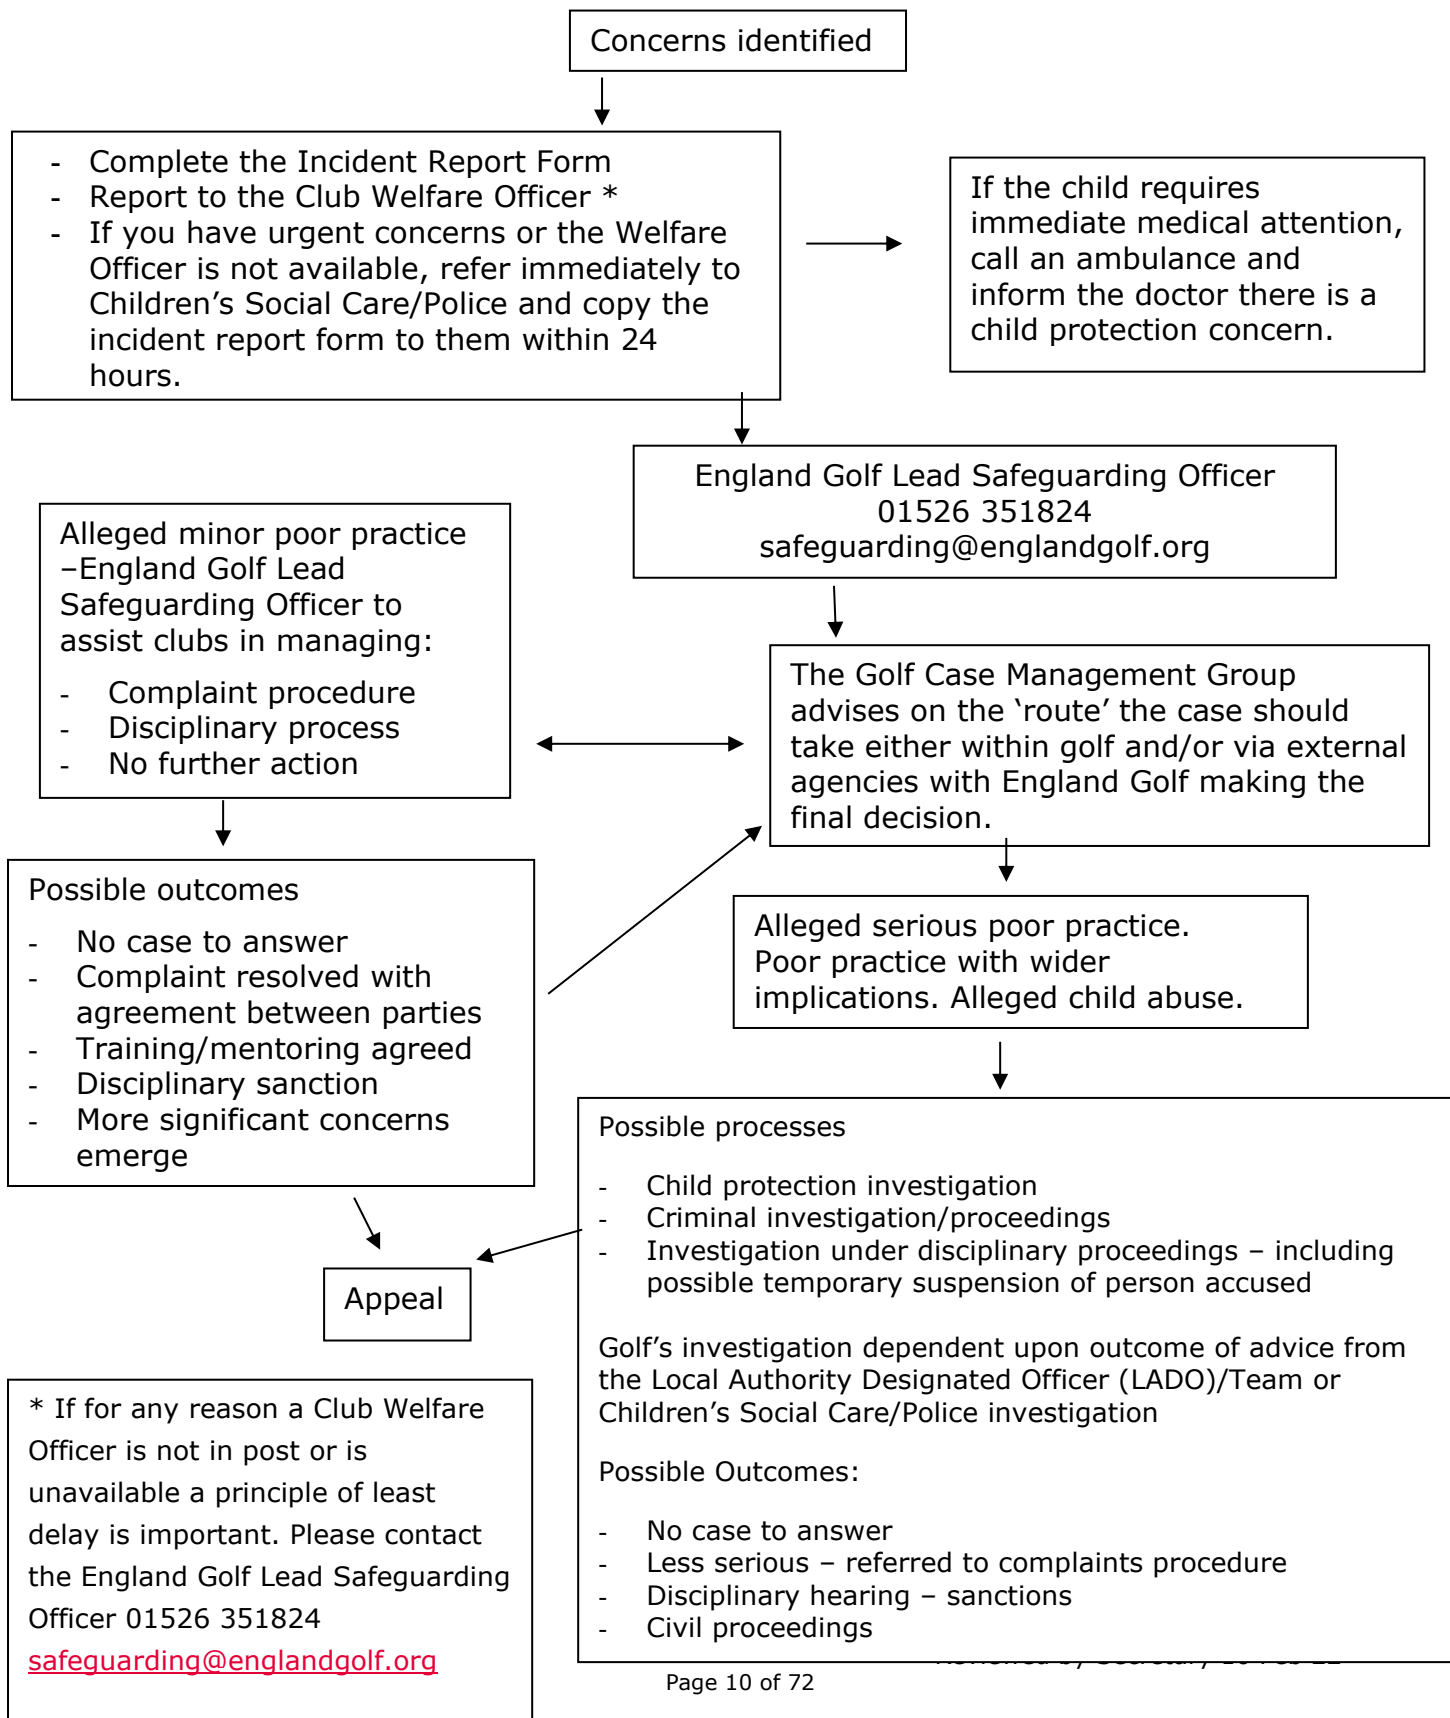 Concerns identified
- Complete the Incident Report Form
- Report to the Club Welfare Officer *
- If you have urgent concerns or the Welfare
Officer is not available, refer immediately to
Children’s Social Care/Police and copy the
incident report form to them within 24
hours.
If the child requires
immediate medical attention,
call an ambulance and
inform the doctor there is a
child protection concern.
England Golf Lead Safeguarding Officer
01526 351824
safeguarding@englandgolf.org
Alleged minor poor practice
–England Golf Lead
Safeguarding Officer to
assist clubs in managing:
- Complaint procedure
- Disciplinary process
- No further action
The Golf Case Management Group
advises on the ‘route’ the case should
take either within golf and/or via external
agencies with England Golf making the
final decision.
Possible outcomes
- No case to answer
- Complaint resolved with
agreement between parties
- Training/mentoring agreed
- Disciplinary sanction
- More significant concerns
emerge
Alleged serious poor practice.
Poor practice with wider
implications. Alleged child abuse.
Possible processes
- Child protection investigation
- Criminal investigation/proceedings
- Investigation under disciplinary proceedings – including
possible temporary suspension of person accused
Golf’s investigation dependent upon outcome of advice from
the Local Authority Designated Officer (LADO)/Team or
Children’s Social Care/Police investigation
Possible Outcomes:
- No case to answer
- Less serious – referred to complaints procedure
- Disciplinary hearing – sanctions
- Civil proceedings
Appeal
* If for any reason a Club Welfare
Officer is not in post or is
unavailable a principle of least
delay is important. Please contact
the England Golf Lead Safeguarding
Officer 01526 351824
safeguarding@englandgolf.org
Page 10 of 72